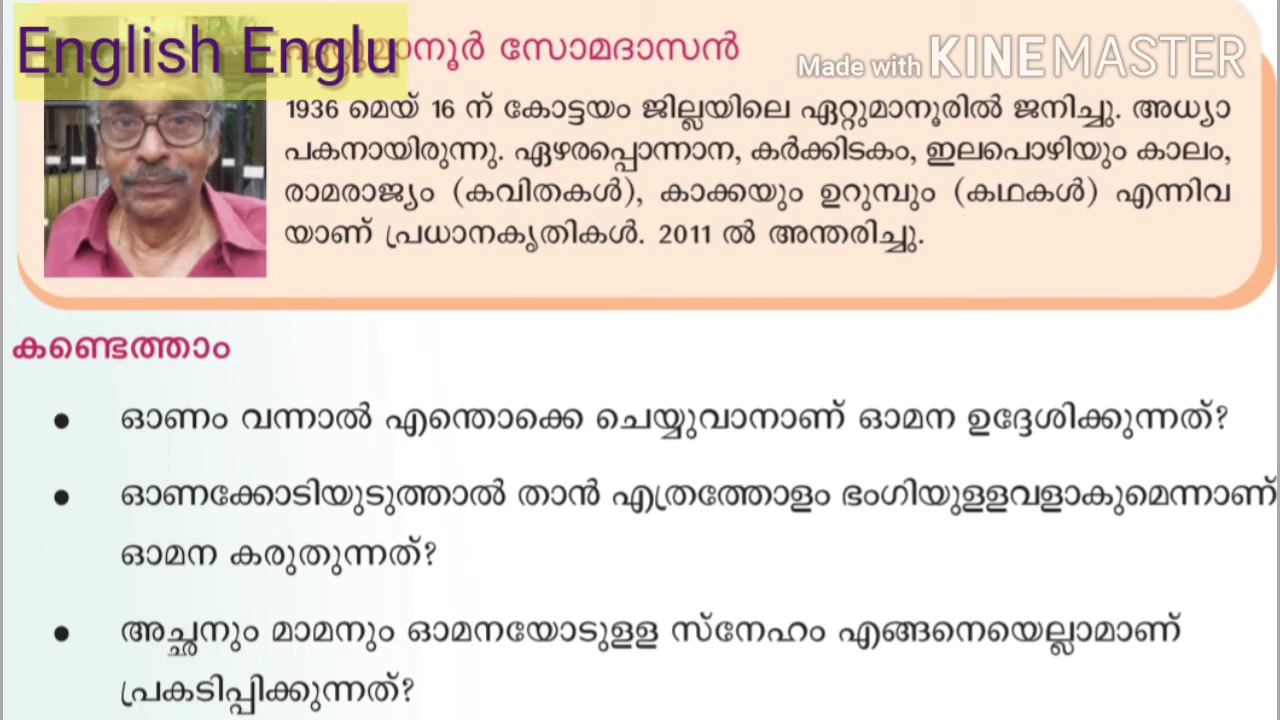 English Englu
മാനൂർ സോമദാസൻ
Made with KINEMASTER
1936 മെയ് 16 ന് കോട്ടയം ജില്ലയിലെ ഏറ്റുമാനൂരിൽ ജനിച്ചു. അധ്യാ
പകനായിരുന്നു. ഏഴരപ്പൊന്നാന, കർക്കിടകം, ഇലപൊഴിയും കാലം,
രാമരാജ്യം (കവിതകൾ), കാക്കയും ഉറുമ്പും (കഥകൾ) എന്നിവ
യാണ് പ്രധാനകൃതികൾ. 2011 ൽ അന്തരിച്ചു.
കണ്ടെത്താം
• ഓണം വന്നാൽ എന്തൊക്കെ ചെയ്യുവാനാണ് ഓമന ഉദ്ദേശിക്കുന്നത്?
• ഓണക്കോടിയുടുത്താൽ താൻ എത്രത്തോളം ഭംഗിയുള്ളവളാകുമെന്നാണ്
ഓമന കരുതുന്നത്?
• അച്ഛനും മാമനും ഓമനയോടുള്ള സ്നേഹം എങ്ങനെയെല്ലാമാണ്
പ്രകടിപ്പിക്കുന്നത്?